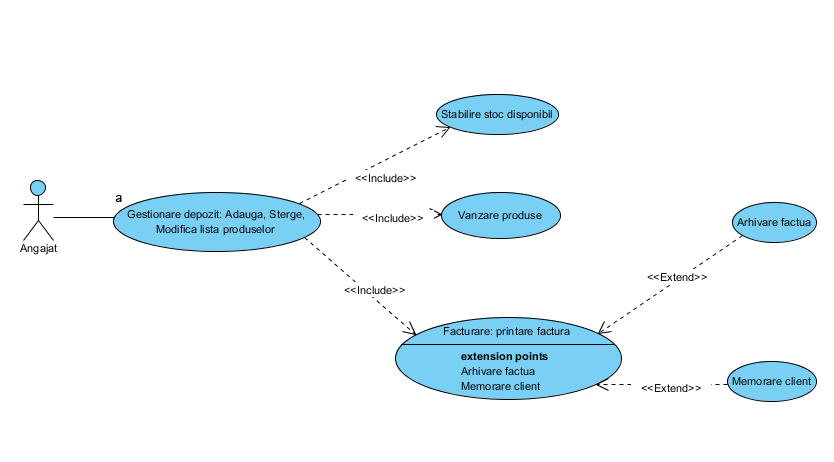 Stabilire stoc disponibil
<<Include>>
a
Gestionare depozit: Adauga, Sterge,
Modifica lista produselor
<<Include>>
Vanzare produse
Arhivare factua
Angajat
<<Extend>>
<<Include>>
Facturare: printare factura
extension points
Arhivare factua
Memorare client
<<Extend>>
Memorare client